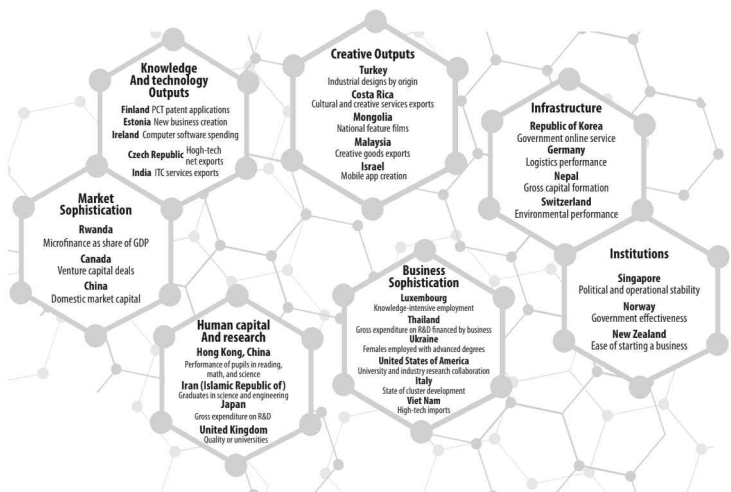 Knowledge
And technology
Outputs
Finland PCT patent applications
Estonia New business creation
Ireland Computer software spending
Czech Republic Hogh-tech
net exports
India ITC services exports
Creative Outputs
Turkey
Industrial designs by origin
Costa Rica
Cultural and creative services exports
Mongolia
National feature films
Malaysia
Creative goods exports
Israel
Mobile app creation
Infrastructure
Republic of Korea
Government online service
Germany
Logistics performance
Nepal
Gross capital formation
Switzerland
Environmental performance
Market
Sophistication
Rwanda
Microfinance as share of GDP
Canada
Venture capital deals
China
Domestic market capital
Human capital
And research
Hong Kong, China
Performance of pupils in reading,
math, and science
Iran (Islamic Republic of)
Graduates in science and engineering
Japan
Gross expenditure on R&D
United Kingdom
Quality or universities
Business
Sophistication
Luxembourg
Knowledge-intensive employment
Thailand
Gross expenditure on R&D financed by business
Ukraine
Females employed with advanced degrees
United States of America
University and industry research collaboration
Italy
State of cluster development
Viet Nam
High-tech imports
Institutions
Singapore
Political and operational stability
Norway
Government effectiveness
New Zealand
Ease of starting a business